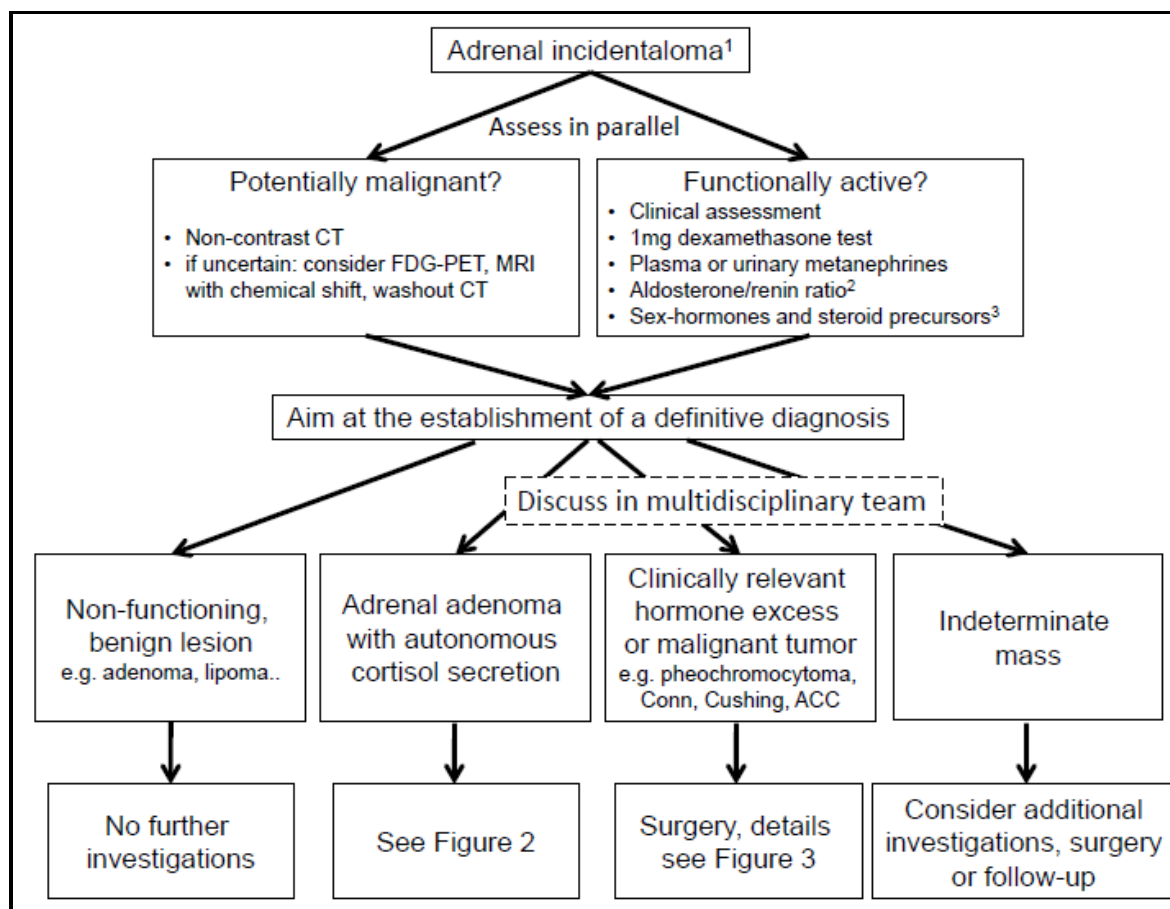 Adrenal incidentaloma¹
Assess in parallel
Potentially malignant?
• Non-contrast CT
• if uncertain: consider FDG-PET, MRI
with chemical shift, washout CT
Functionally active?
• Clinical assessment
• 1mg dexamethasone test
• Plasma or urinary metanephrines
• Aldosterone/renin ratio²
• Sex-hormones and steroid precursors³
Aim at the establishment of a definitive diagnosis
Discuss in multidisciplinary team
Non-functioning,
benign lesion
e.g. adenoma, lipoma..
Adrenal adenoma
with autonomous
cortisol secretion
Clinically relevant
hormone excess
or malignant tumor
e.g. pheochromocytoma,
Conn, Cushing, ACC
Indeterminate
mass
No further
investigations
See Figure 2
Surgery, details
see Figure 3
Consider additional
investigations, surgery
or follow-up